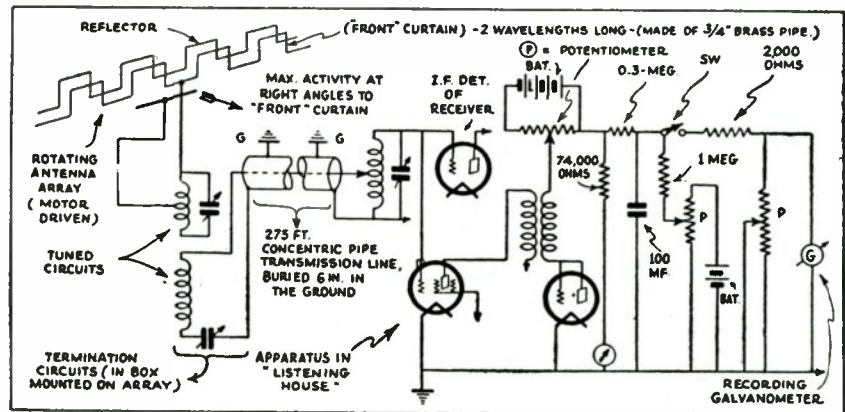 REFLECTOR
("FRONT" CURTAIN) - 2 WAVELENGTHS LONG - (MADE OF 3/4" BRASS PIPE.)
P = POTENTIOMETER
BAT.
0.3-MEG.
SW
2,000
OHMS
MAX. ACTIVITY AT
RIGHT ANGLES TO
"FRONT" CURTAIN
I.F. DET.
OF
RECEIVER
G
G
ROTATING
ANTENNA
ARRAY
(MOTOR
DRIVEN)
74,000
OHMS
1 MEG
P
P
G
TUNED
CIRCUITS
275 FT.
CONCENTRIC PIPE
TRANSMISSION LINE,
BURIED 6 IN. IN
THE GROUND
100
MF.
BAT.
TERMINATION
CIRCUITS (IN BOX
MOUNTED ON ARRAY)
APPARATUS IN
"LISTENING
HOUSE"
RECORDING
GALVANOMETER